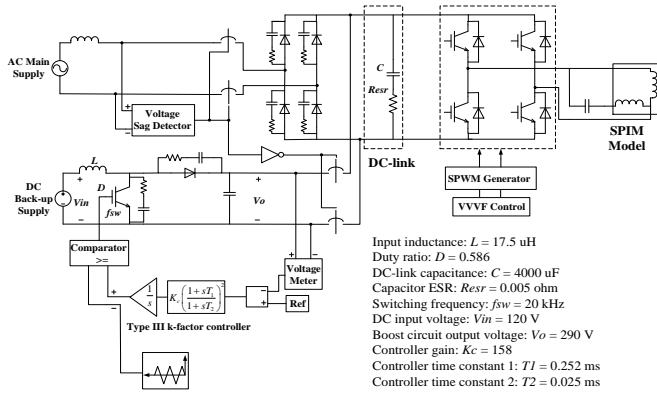 AC Main
Supply
+
−
Voltage
Sag Detector
C
Resr
DC-link
SPIM
Model
SPWM Generator
VVVF Control
L
DC
Back-up
Supply
Vin
+
−
D
fsw
+
Vo
−
Comparator
>=
+
−
1
s
Kc
1+sT1
1+sT2
2
−
+
+
−
Voltage
Meter
Ref
Type III k-factor controller
Input inductance: L = 17.5 uH
Duty ratio: D = 0.586
DC-link capacitance: C = 4000 uF
Capacitor ESR: Resr = 0.005 ohm
Switching frequency: fsw = 20 kHz
DC input voltage: Vin = 120 V
Boost circuit output voltage: Vo = 290 V
Controller gain: Kc = 158
Controller time constant 1: T1 = 0.252 ms
Controller time constant 2: T2 = 0.025 ms